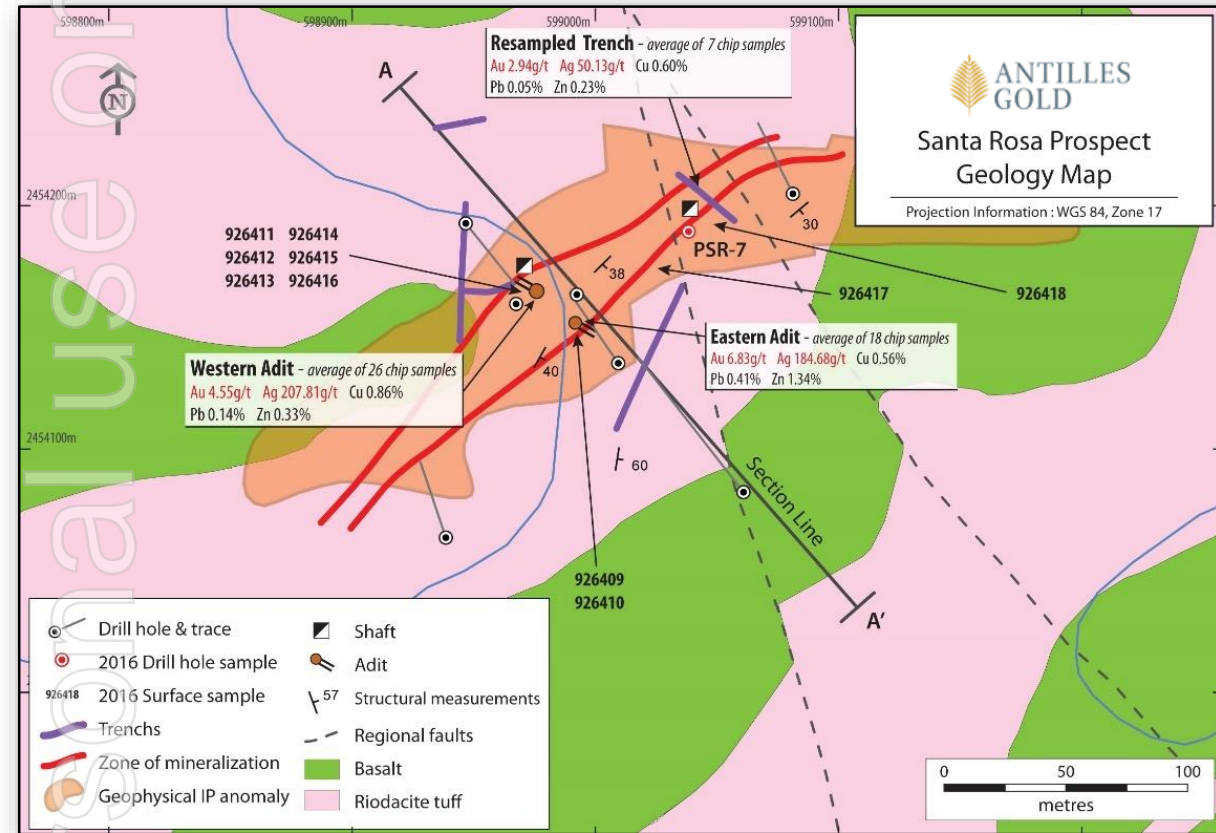 598800m
598900m
599000m
599100m
Resampled Trench - average of 7 chip samples
Au 2.94g/t Ag 50.13g/t Cu 0.60%
Pb 0.05% Zn 0.23%
ANTILLES
GOLD
Santa Rosa Prospect
Geology Map
Projection Information : WGS 84, Zone 17
A
N
2454200m
30
926411 926414
926412 926415
926413 926416
PSR-7
38
926417
926418
Eastern Adit - average of 18 chip samples
Au 6.83g/t Ag 184.68g/t Cu 0.56%
Pb 0.41% Zn 1.34%
Western Adit - average of 26 chip samples
Au 4.55g/t Ag 207.81g/t Cu 0.86%
Pb 0.14% Zn 0.33%
40
2454100m
60
Section Line
926409
926410
A'
Drill hole & trace
2016 Drill hole sample
926418 2016 Surface sample
Trenchs
Zone of mineralization
Geophysical IP anomaly
Shaft
Adit
57 Structural measurements
Regional faults
Basalt
Riodacite tuff
0 50 100
metres
sonal use or